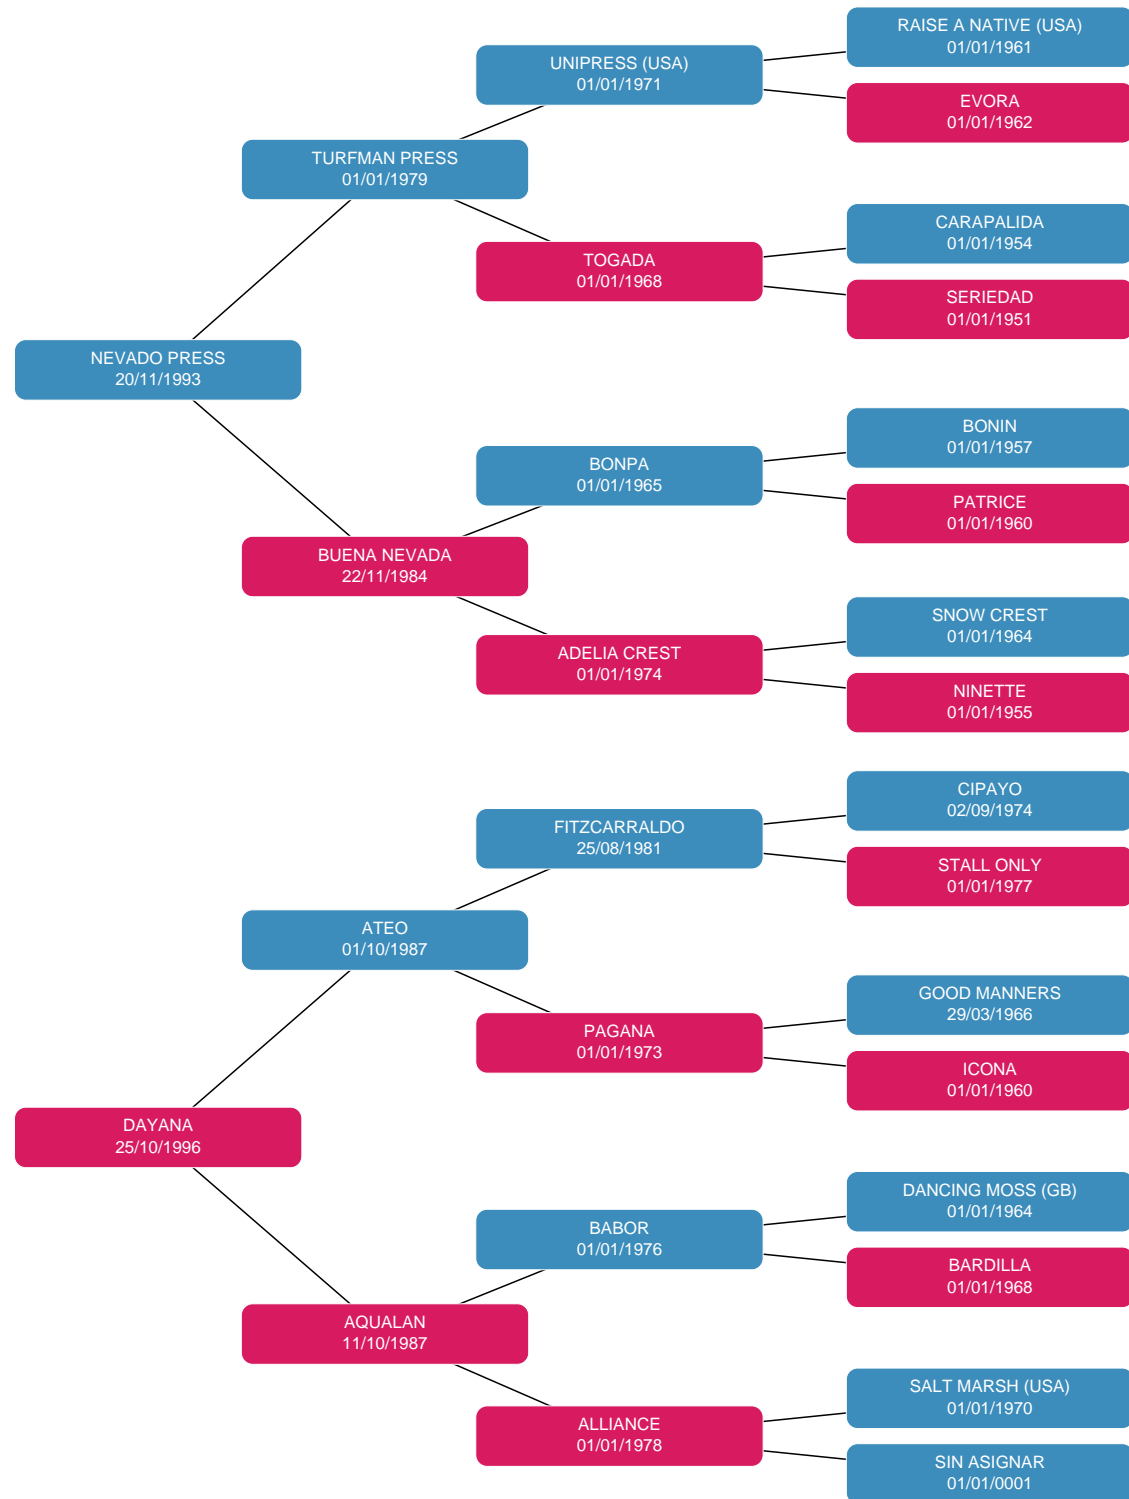 RAISE A NATIVE (USA)
01/01/1961
UNIPRESS (USA)
01/01/1971
EVORA
01/01/1962
TURFMAN PRESS
01/01/1979
CARAPALIDA
01/01/1954
TOGADA
01/01/1968
SERIEDAD
01/01/1951
NEVADO PRESS
20/11/1993
BONIN
01/01/1957
BONPA
01/01/1965
PATRICE
01/01/1960
BUENA NEVADA
22/11/1984
SNOW CREST
01/01/1964
ADELIA CREST
01/01/1974
NINETTE
01/01/1955
CIPAYO
02/09/1974
FITZCARRALDO
25/08/1981
STALL ONLY
01/01/1977
ATEO
01/10/1987
GOOD MANNERS
29/03/1966
PAGANA
01/01/1973
ICONA
01/01/1960
DAYANA
25/10/1996
DANCING MOSS (GB)
01/01/1964
BABOR
01/01/1976
BARDILLA
01/01/1968
AQUALAN
11/10/1987
SALT MARSH (USA)
01/01/1970
ALLIANCE
01/01/1978
SIN ASIGNAR
01/01/0001